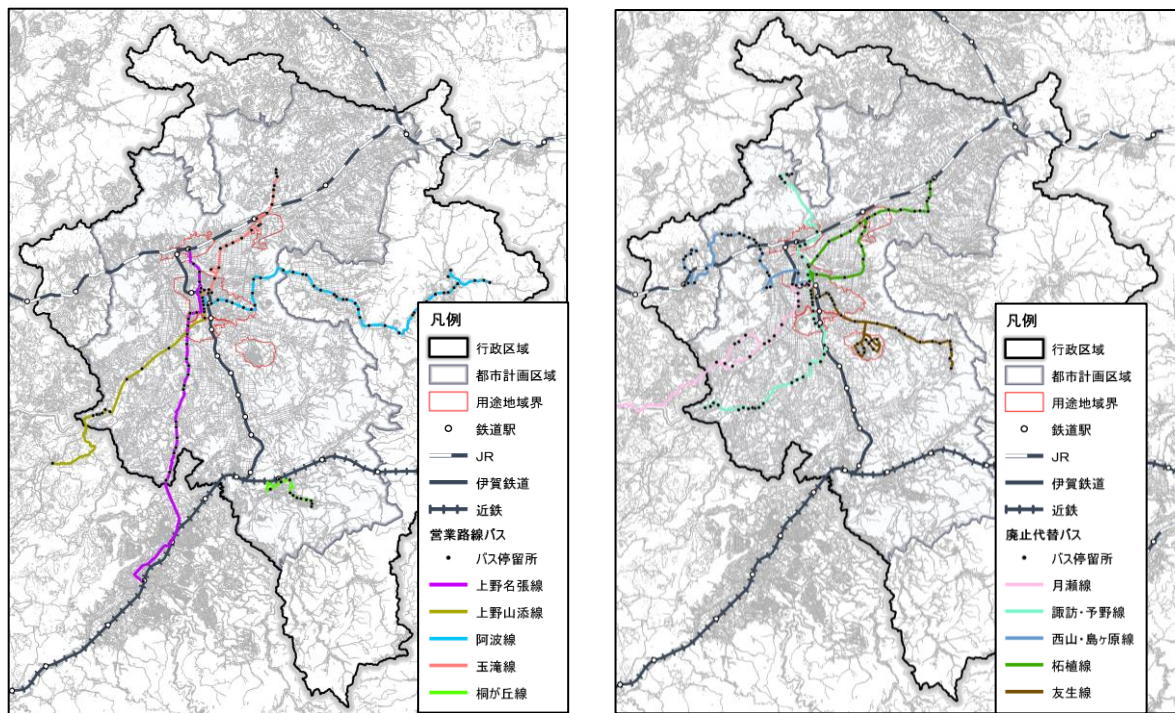 凡例
行政区域
都市計画区域
用途地域界
鉄道駅
JR
伊賀鉄道
近鉄
営業路線バス
バス停留所
上野名張線
上野山添線
阿波線
玉滝線
桐が丘線
凡例
行政区域
都市計画区域
用途地域界
鉄道駅
JR
伊賀鉄道
近鉄
廃止代替バス
バス停留所
月瀬線
諏訪・予野線
西山・島ヶ原線
柘植線
友生線